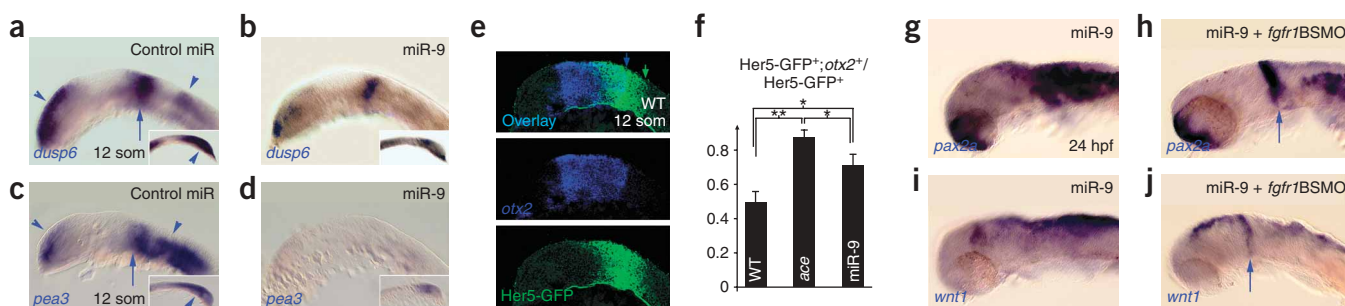 a
Control miR
dusp6
12 som
b
miR-9
dusp6
c
Control miR
pea3
12 som
d
miR-9
pea3
e
WT
12 som
Overlay
otx2
Her5-GFP
f
Her5-GFP+;otx2+/
Her5-GFP+
*
**
*
0.8
0.6
0.4
0.2
0
WT
ace
miR-9
g
miR-9
pax2a
24 hpf
h
miR-9 + fgfr1BSMO
pax2a
i
miR-9
wnt1
j
miR-9 + fgfr1BSMO
wnt1